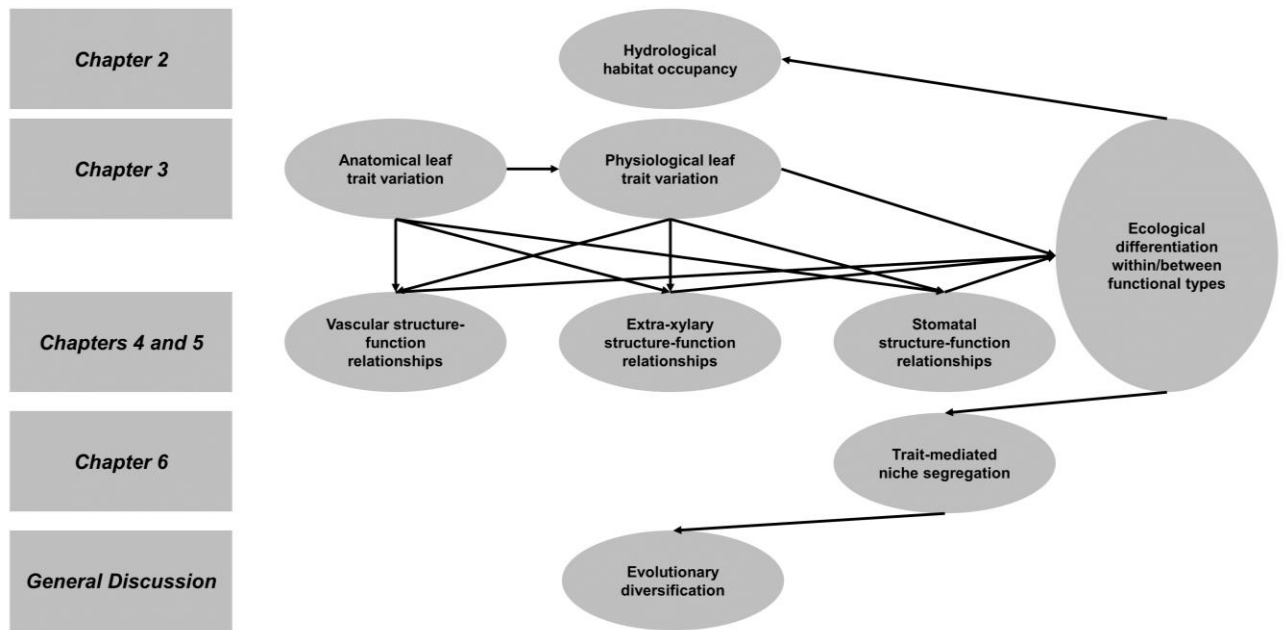 Chapter 2
Hydrological
habitat occupancy
Chapter 3
Anatomical leaf
trait variation
Physiological leaf
trait variation
Ecological
differentiation
within/between
functional types
Chapters 4 and 5
Vascular structure-
function
relationships
Extra-xylary
structure-function
relationships
Stomatal
structure-function
relationships
Chapter 6
Trait-mediated
niche segregation
General Discussion
Evolutionary
diversification